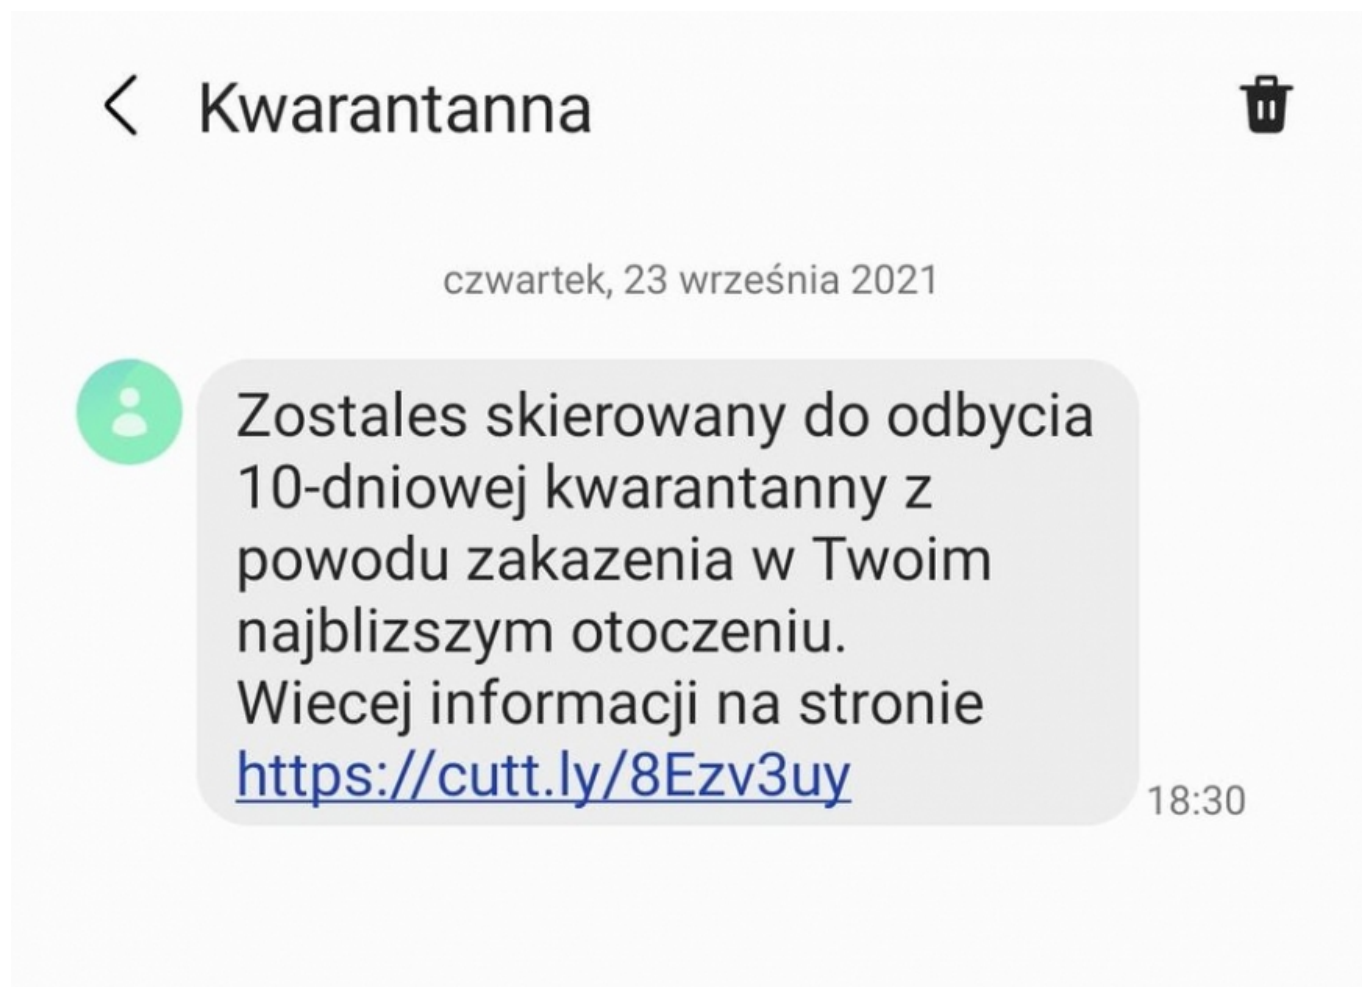 Kwarantanna
czwartek, 23 września 2021
Zostales skierowany do odbycia
10-dniowej kwarantanny z
powodu zakazenia w Twoim
najblizszym otoczeniu.
Wiecej informacji na stronie
https://cutt.ly/8Ezv3uy
18:30